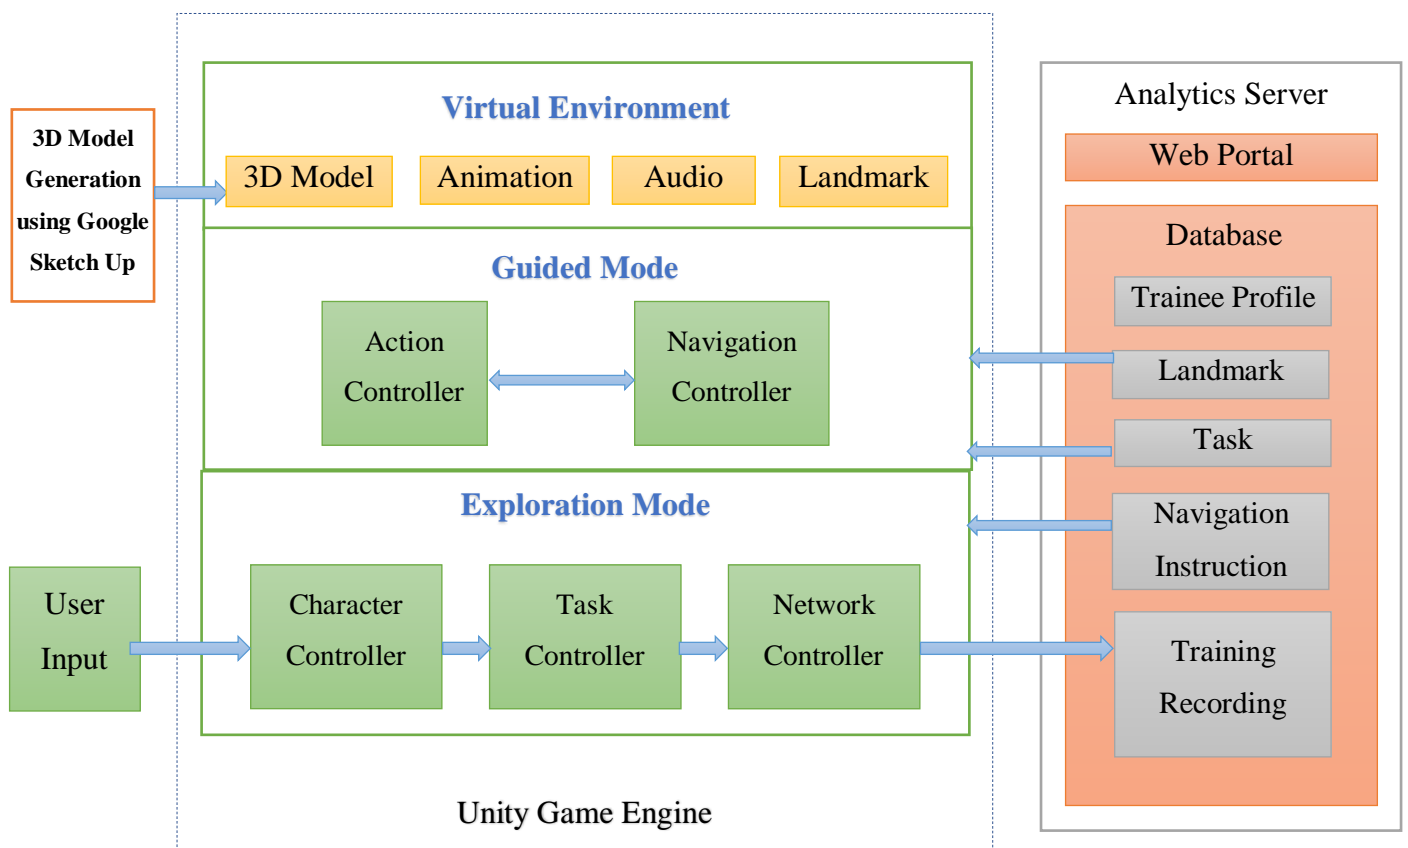 3D Model
Generation
using Google
Sketch Up
Virtual Environment
3D Model
Animation
Audio
Landmark
Guided Mode
Action
Controller
Navigation
Controller
Exploration Mode
User
Input
Character
Controller
Task
Controller
Network
Controller
Unity Game Engine
Analytics Server
Web Portal
Database
Trainee Profile
Landmark
Task
Navigation
Instruction
Training
Recording